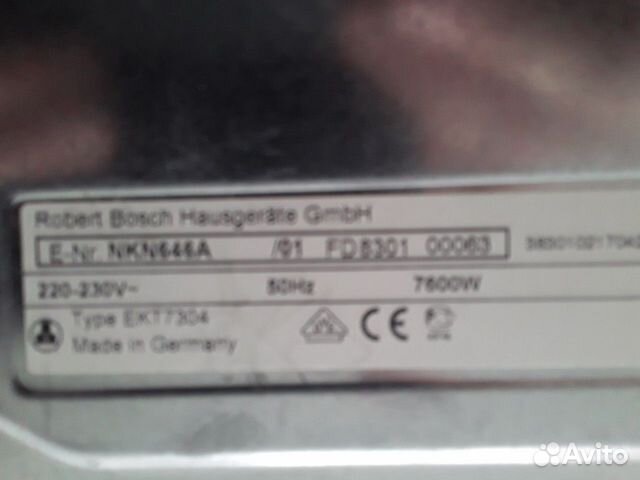 Robert Bosch Hausgeräte GmbH
E-Nr. NKN646A /01 FD8301 00063
220-230V~ 50Hz 7600W
Type EKT7304
Made in Germany
CE
Avito